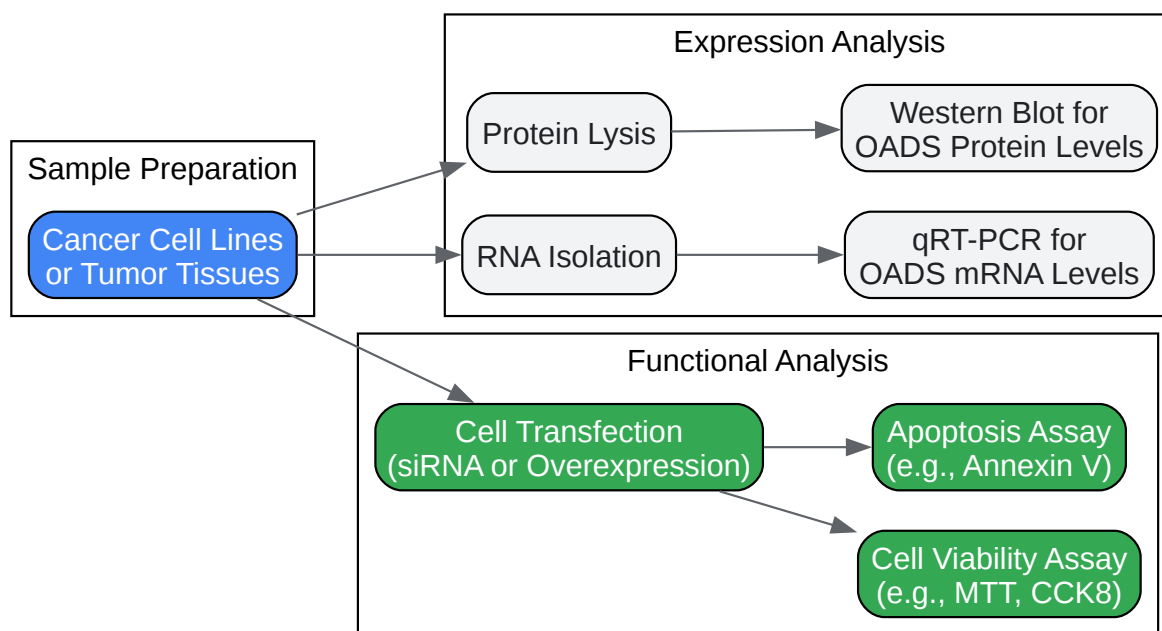 Sample Preparation
Cancer Cell Lines
or Tumor Tissues
Expression Analysis
Protein Lysis
Western Blot for
OADS Protein Levels
RNA Isolation
qRT-PCR for
OADS mRNA Levels
Functional Analysis
Cell Transfection
(siRNA or Overexpression)
Apoptosis Assay
(e.g., Annexin V)
Cell Viability Assay
(e.g., MTT, CCK8)